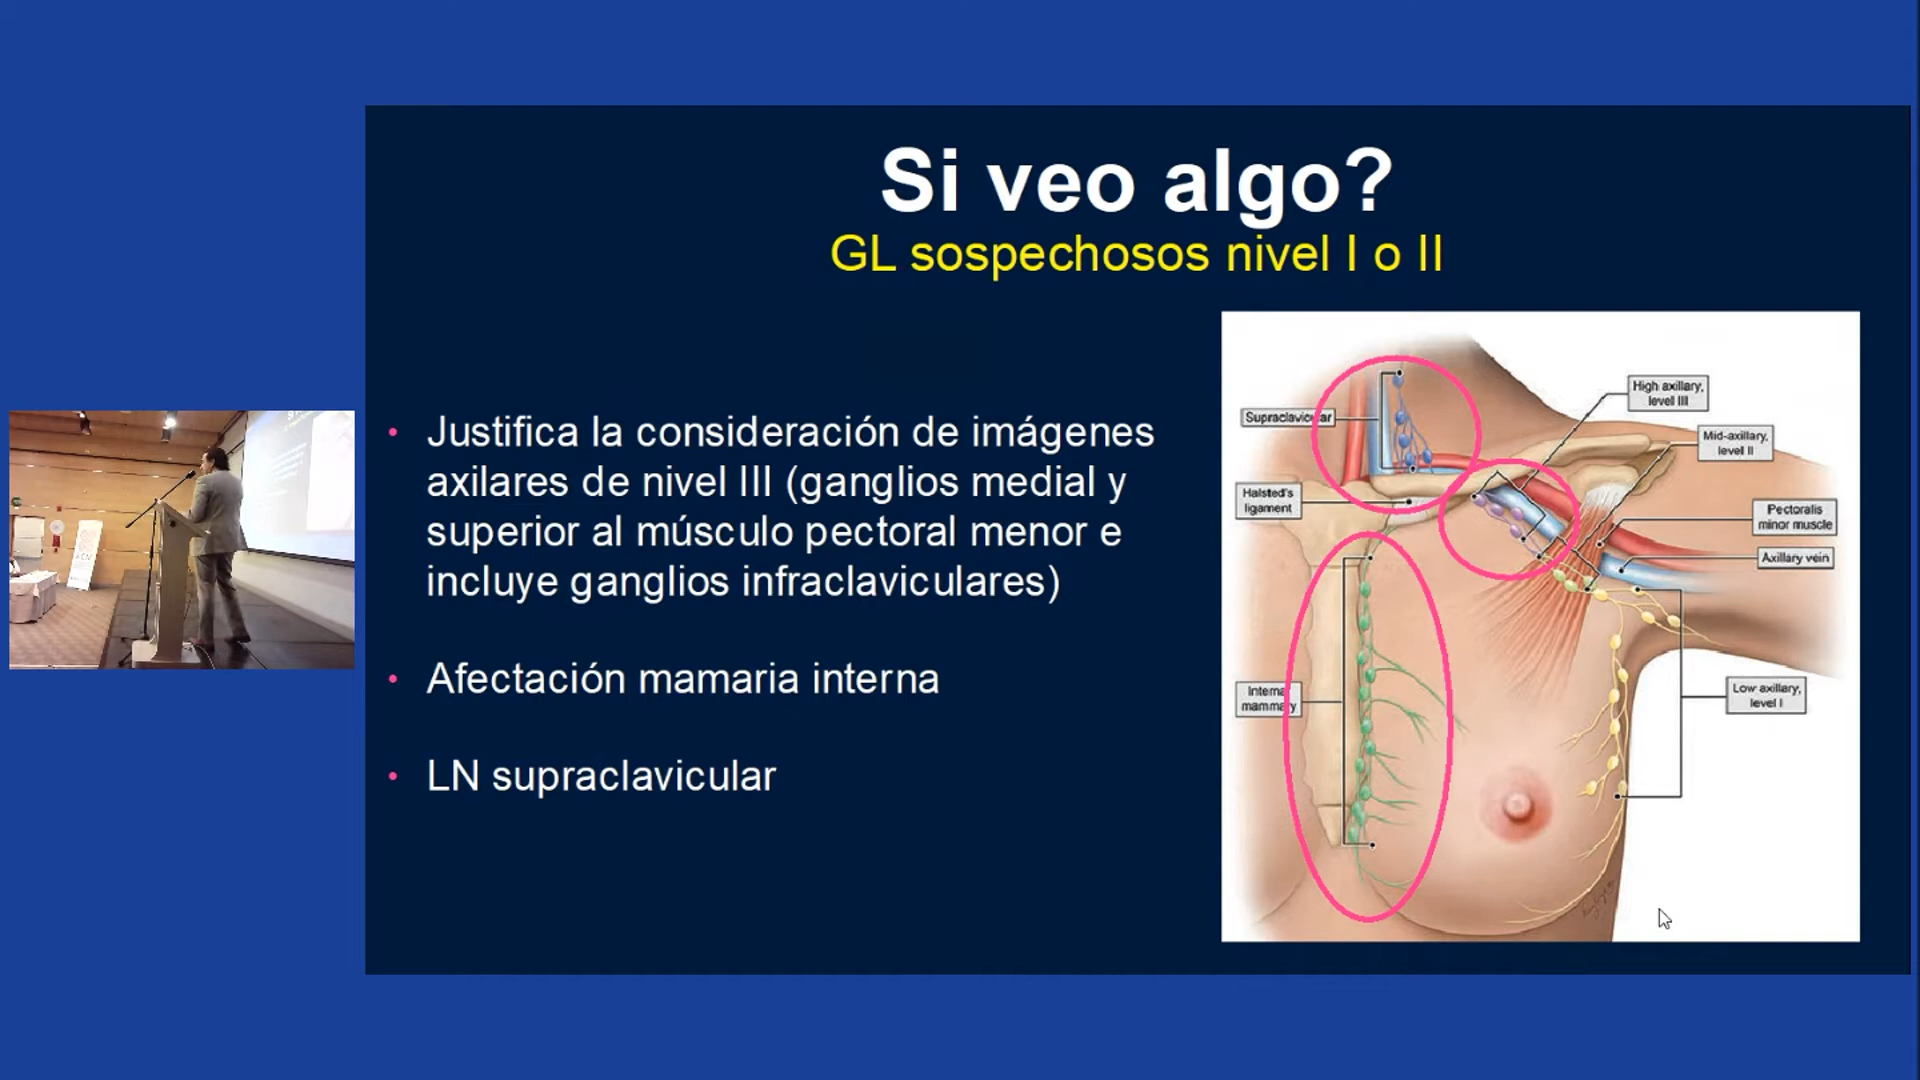 Si veo algo?
GL sospechosos nivel I o II
• Justifica la consideración de imágenes
axilares de nivel III (ganglios medial y
superior al músculo pectoral menor e
incluye ganglios infraclaviculares)
• Afectación mamaria interna
• LN supraclavicular
Supraclavicular
Halsted's
ligament
Internal
mammary
High axillary,
level III
Mid-axillary,
level II
Pectoralis
minor muscle
Axillary vein
Low axillary,
level I